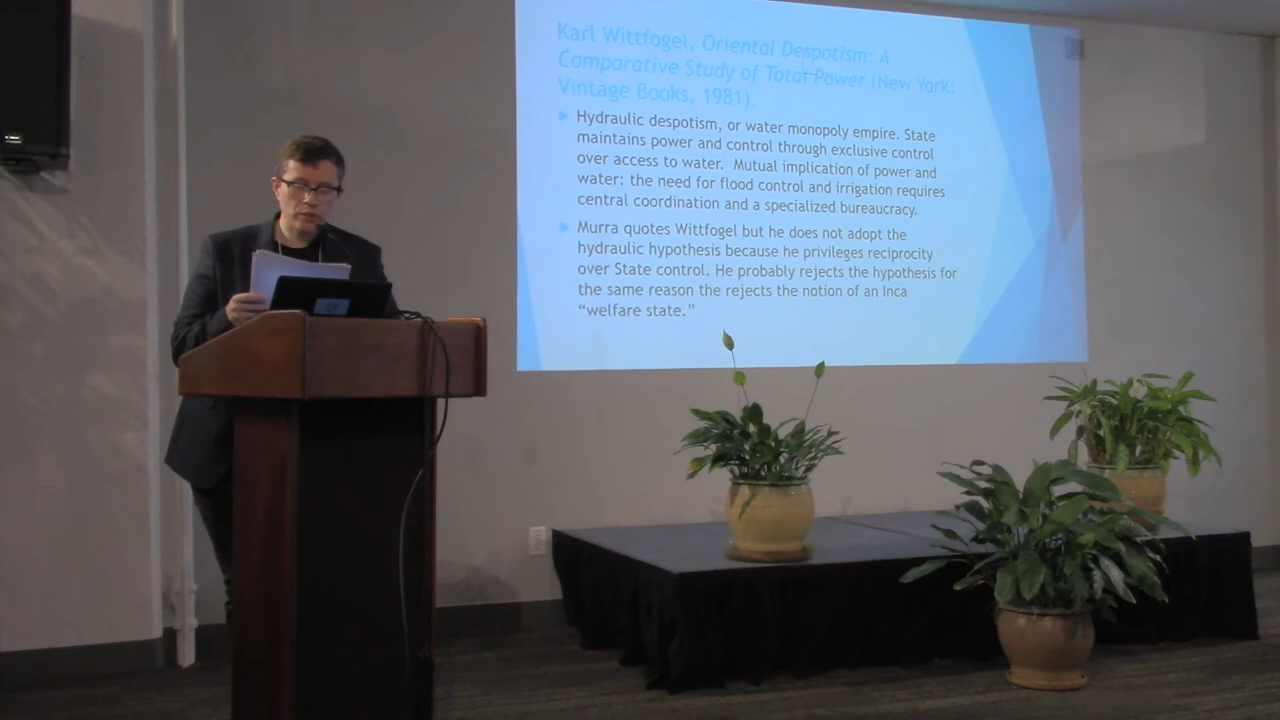 Karl Wittfogel, Oriental Despotism: A
Comparative Study of Total Power (New York:
Vintage Books, 1981).
Hydraulic despotism, or water monopoly empire. State
maintains power and control through exclusive control
over access to water. Mutual implication of power and
water: the need for flood control and irrigation requires
central coordination and a specialized bureaucracy.
Murra quotes Wittfogel but he does not adopt the
hydraulic hypothesis because he privileges reciprocity
over State control. He probably rejects the hypothesis for
the same reason the rejects the notion of an Inca
“welfare state.”